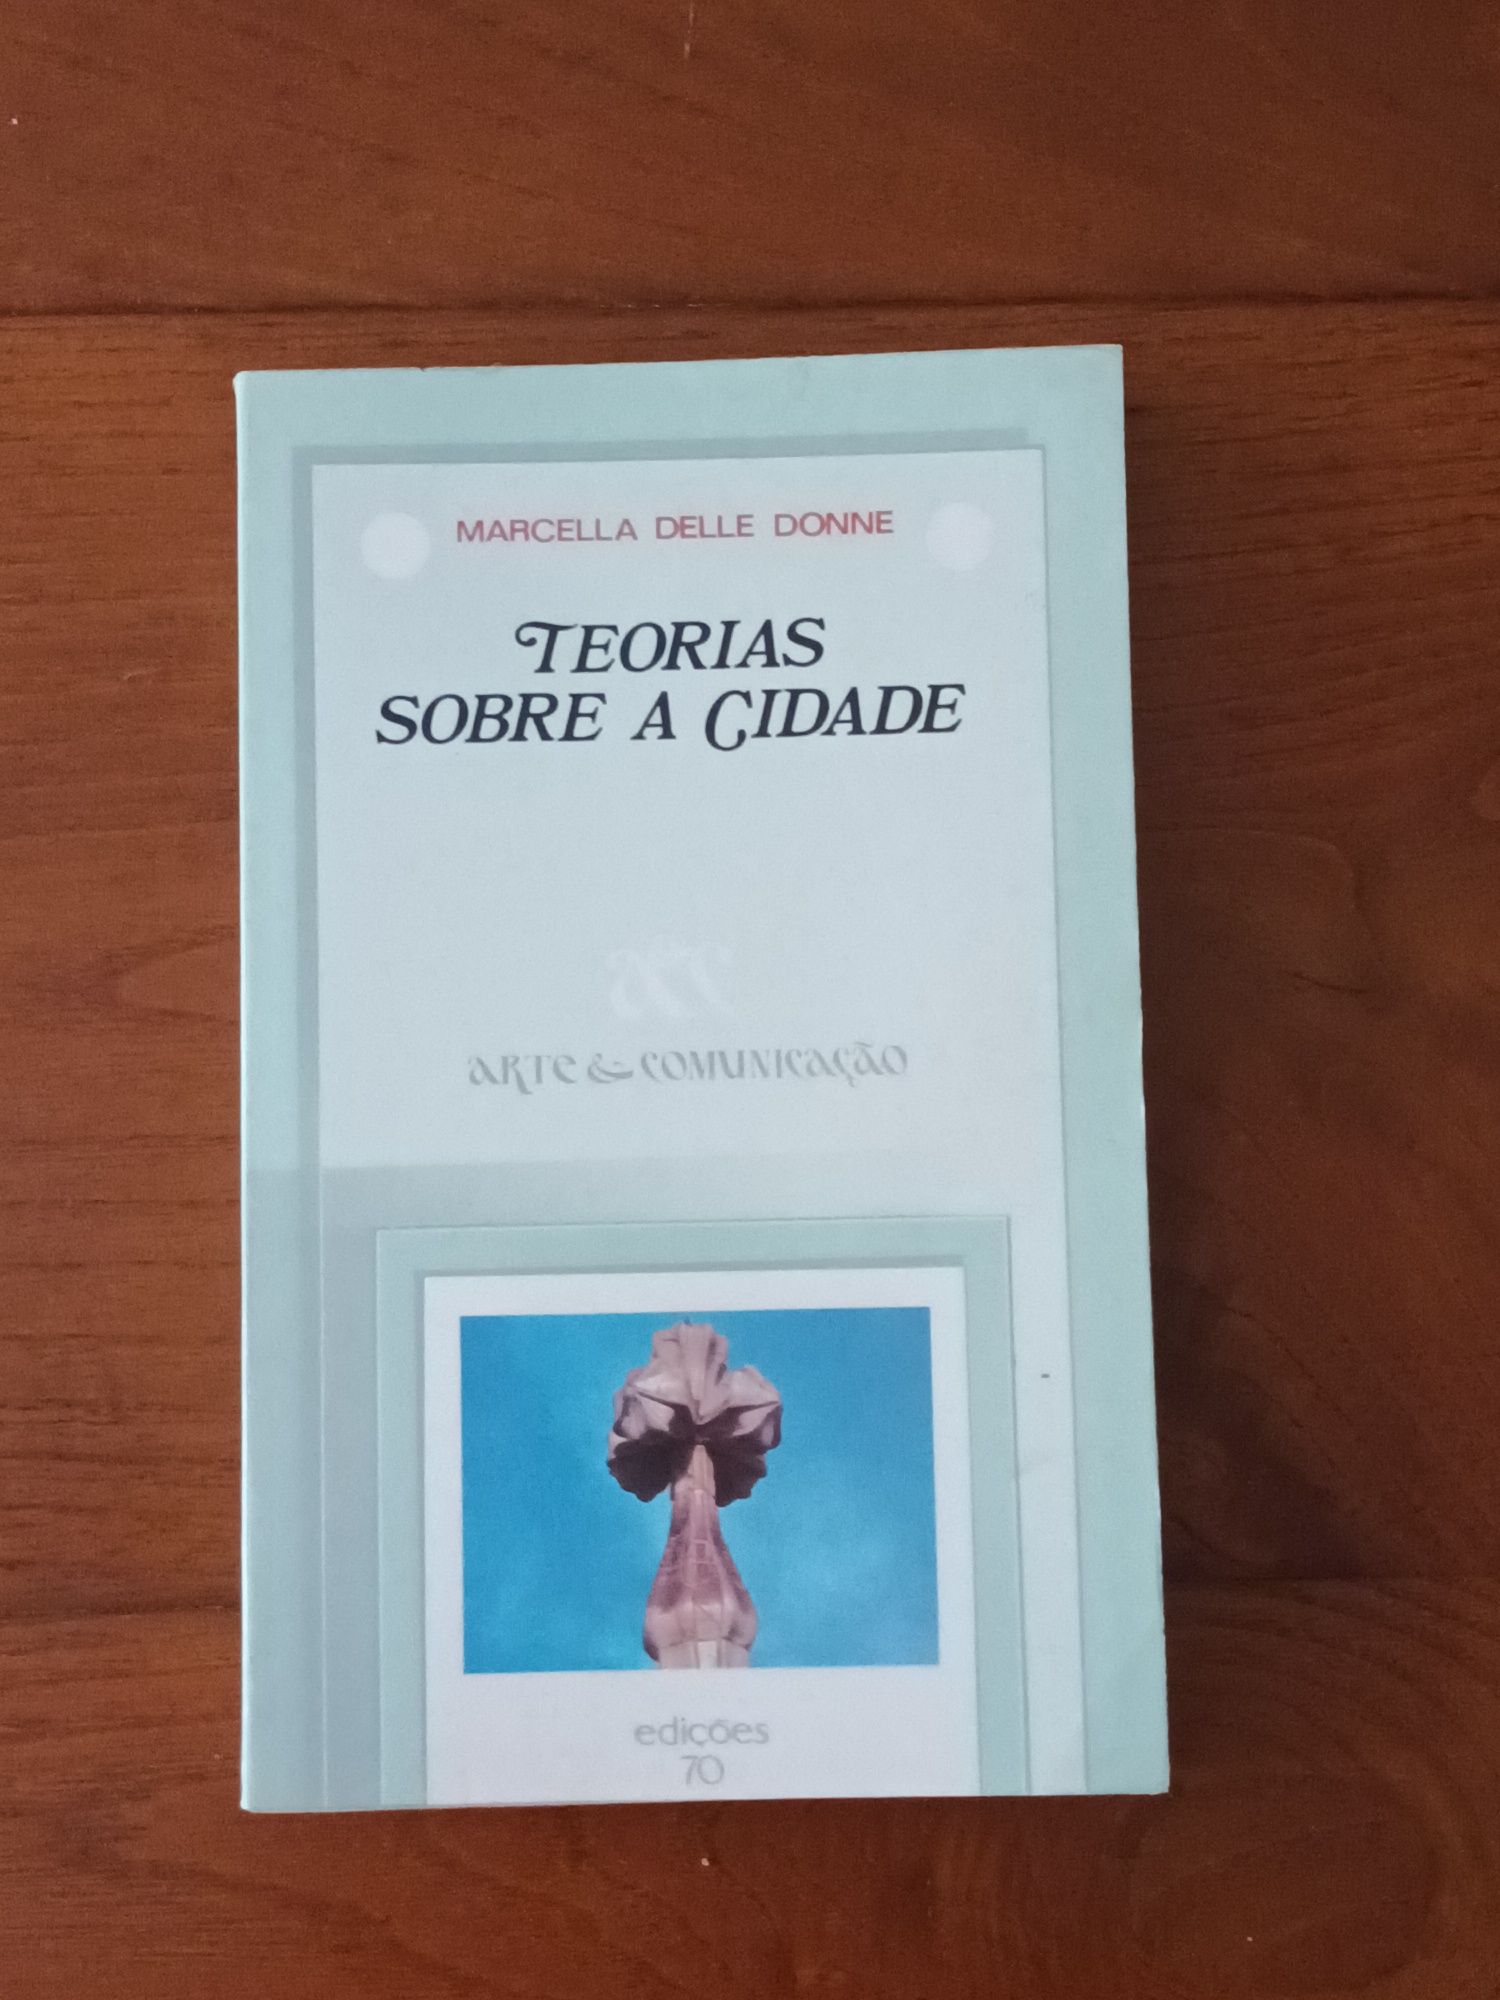 MARCELLA DELLE DONNE
TEORIAS
SOBRE A CIDADE
a&c
ARTE & COMUNICAÇÃO
edições
70